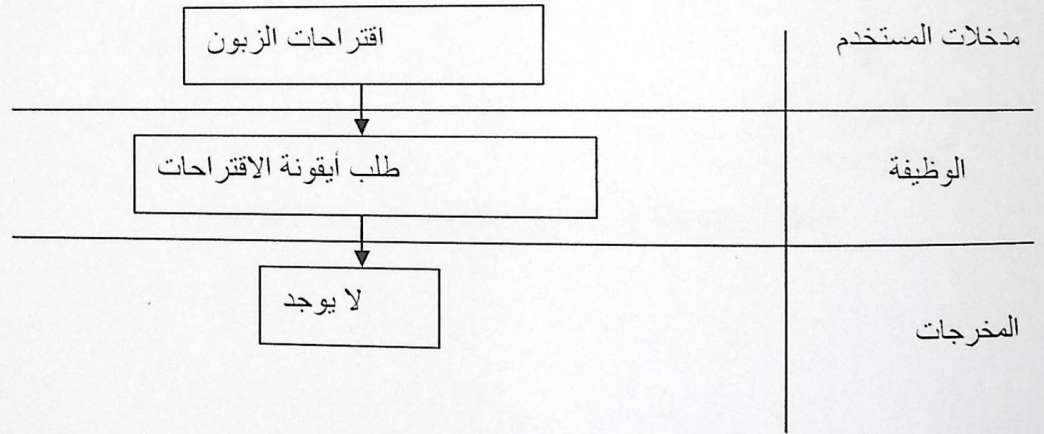 مدخلات المستخدم
اقتراحات الزبون
الوظيفة
طلب أيقونة الاقتراحات
المخرجات
لا يوجد